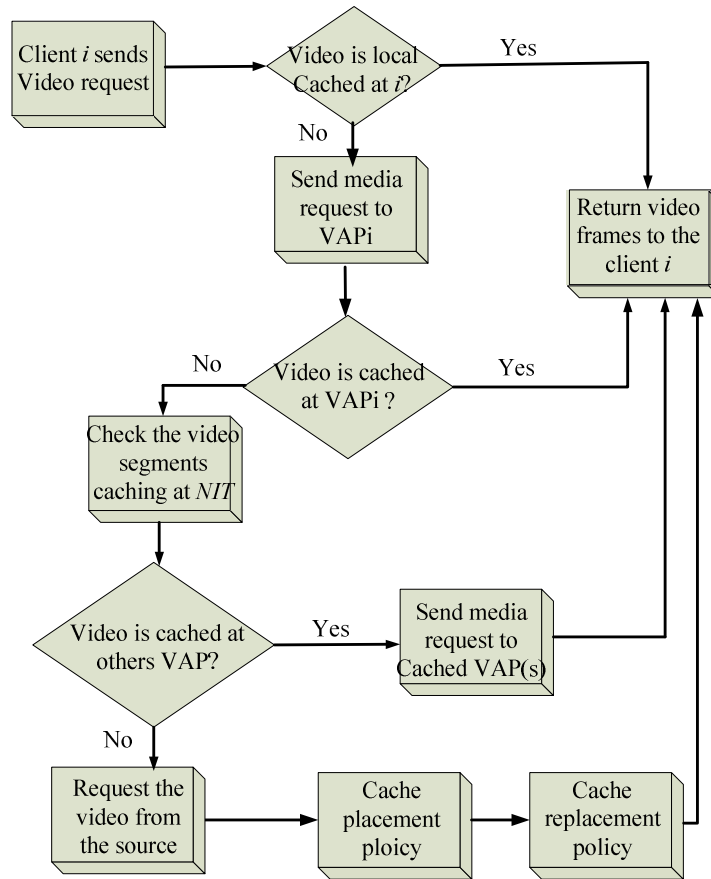 Client i sends
Video request
Video is local
Cached at i?
Yes
No
Send media
request to
VAPi
Return video
frames to the
client i
Video is cached
at VAPi ?
No
Yes
Check the video
segments
caching at NIT
Video is cached at
others VAP?
Yes
Send media
request to
Cached VAP(s)
No
Request the
video from
the source
Cache
placement
ploicy
Cache
replacement
policy